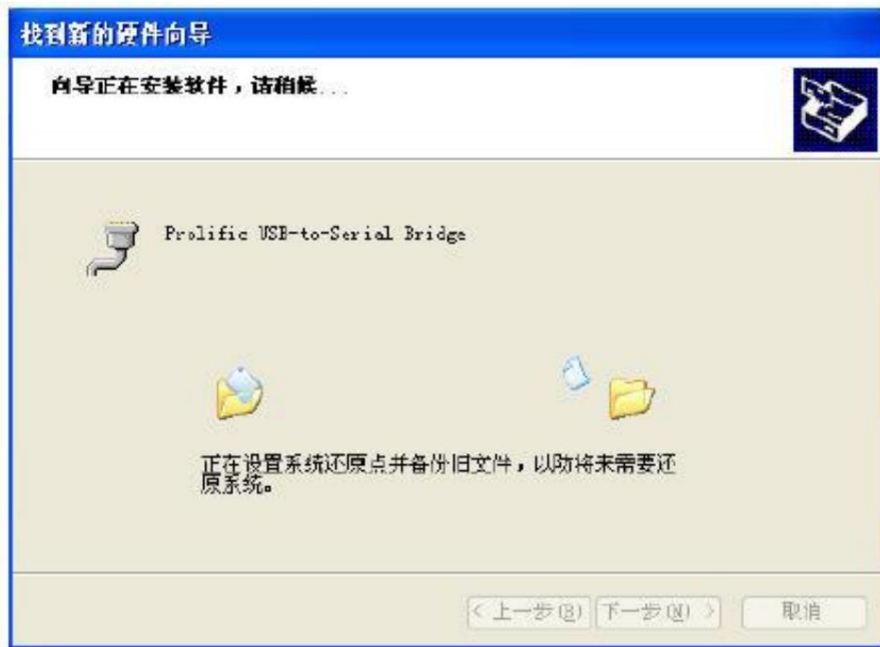 找到新的硬件向导
向导正在安装软件，请稍候...
Prolific USB-to-Serial Bridge
正在设置系统还原点并备份旧文件，以防将来需要还
原系统。
< 上一步(B)
下一步(N) >
取消